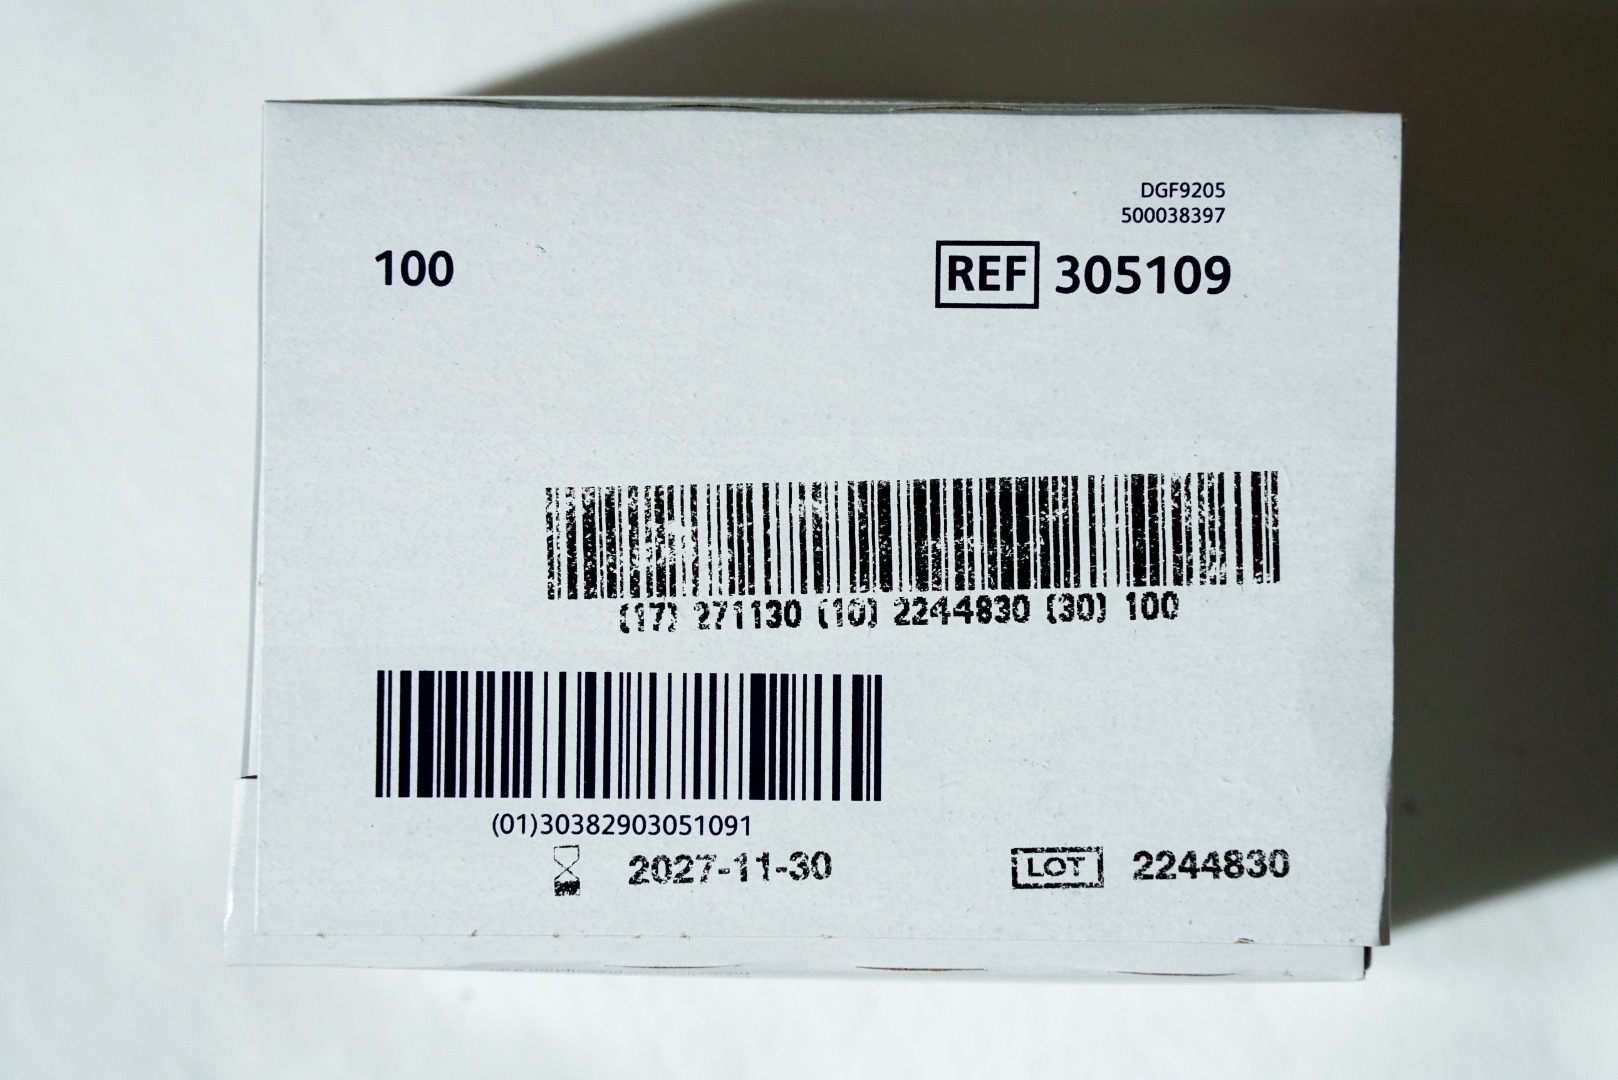 DGF9205
500038397
100
REF 305109
(17) 271130 (10) 2244830 (30) 100
(01)30382903051091
2027-11-30
LOT 2244830